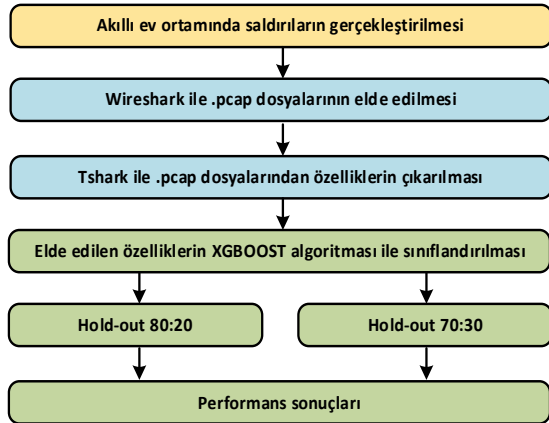 Akıllı ev ortamında saldırıların gerçekleştirilmesi
Wireshark ile .pcap dosyalarının elde edilmesi
Tshark ile .pcap dosyalarından özelliklerin çıkarılması
Elde edilen özelliklerin XGBOOST algoritması ile sınıflandırılması
Hold-out 80:20
Hold-out 70:30
Performans sonuçları